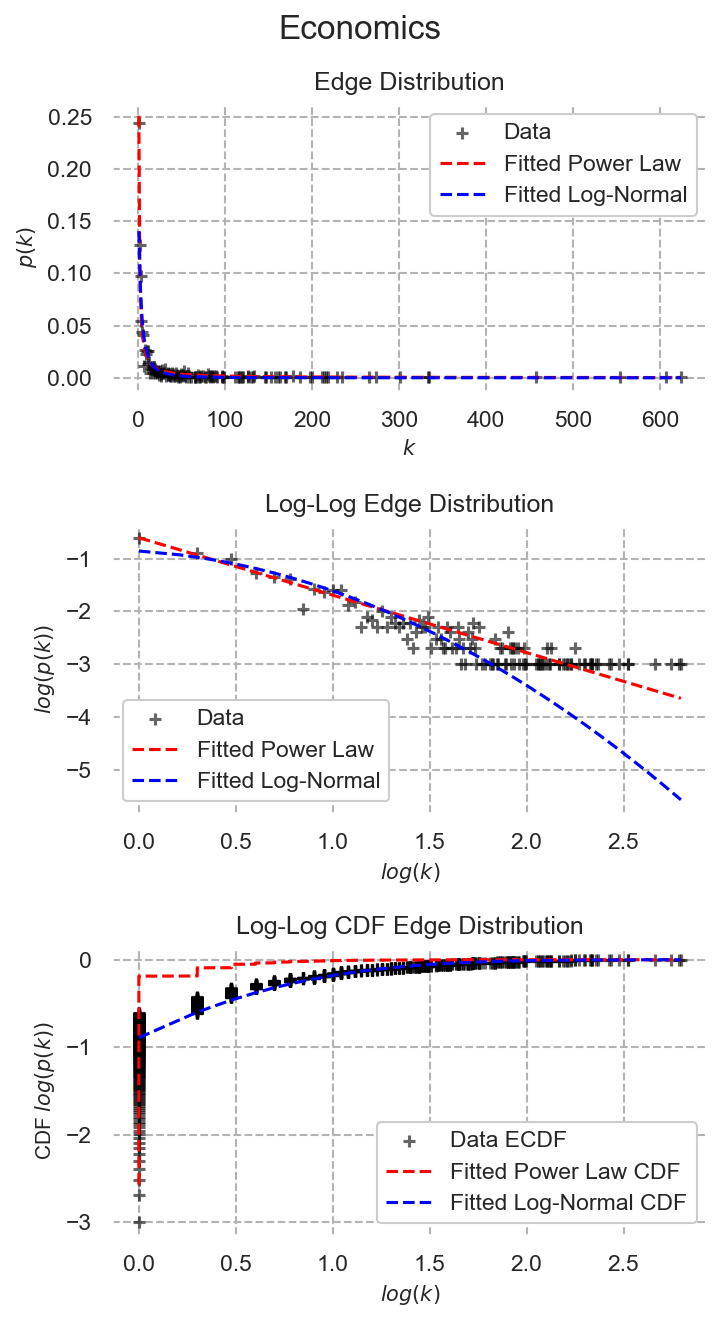 Economics
Edge Distribution
0.25
0.20
0.15
0.10
0.05
0.00
p(k)
Data
Fitted Power Law
Fitted Log-Normal
0 100 200 300 400 500 600
k
Log-Log Edge Distribution
−1
−2
−3
−4
−5
log(p(k))
Data
Fitted Power Law
Fitted Log-Normal
0.0 0.5 1.0 1.5 2.0 2.5
log(k)
Log-Log CDF Edge Distribution
0
−1
−2
−3
CDF log(p(k))
Data ECDF
Fitted Power Law CDF
Fitted Log-Normal CDF
0.0 0.5 1.0 1.5 2.0 2.5
log(k)